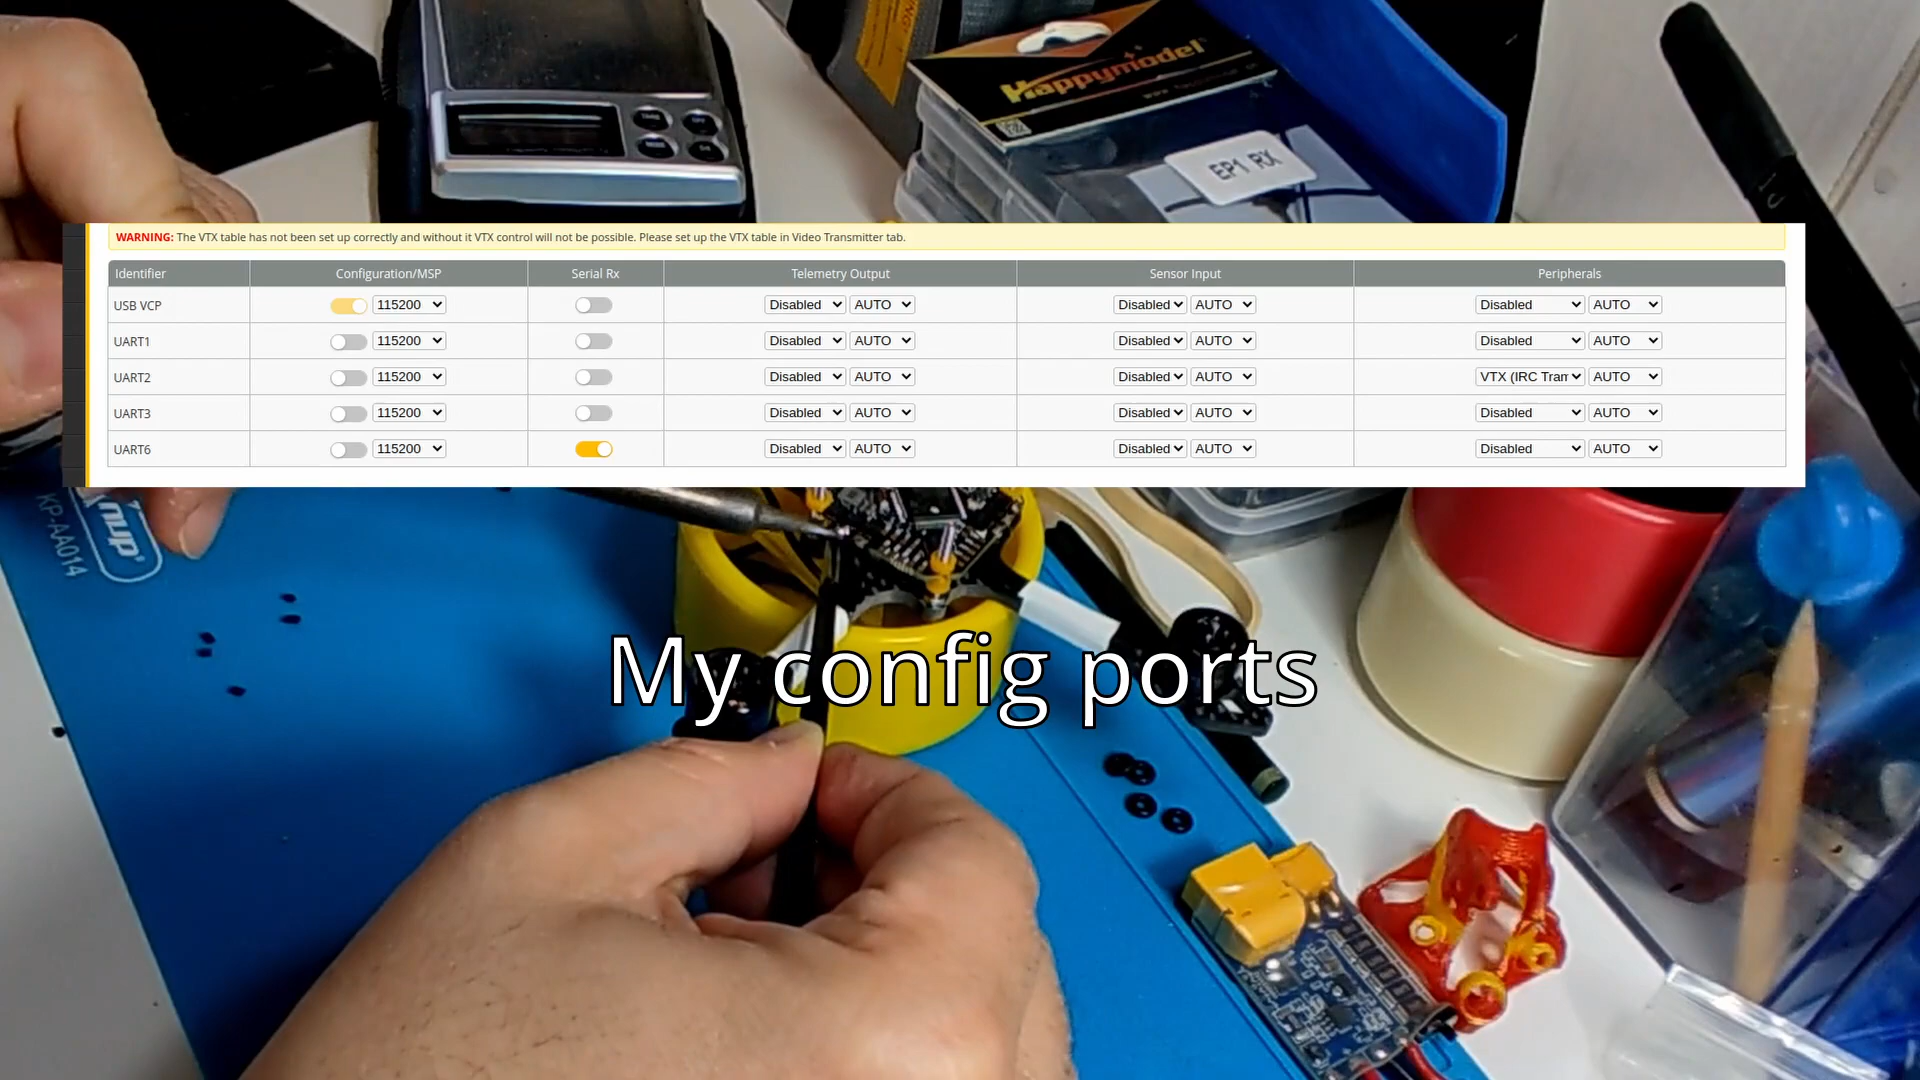 Happymodel
EP1 RX
WARNING: The VTX table has not been set up correctly and without it VTX control will not be possible. Please set up the VTX table in Video Transmitter tab.
Identifier Configuration/MSP Serial Rx Telemetry Output Sensor Input Peripherals
USB VCP 115200 Disabled AUTO Disabled AUTO Disabled AUTO
UART1 115200 Disabled AUTO Disabled AUTO Disabled AUTO
UART2 115200 Disabled AUTO Disabled AUTO VTX (IRC Tram AUTO
UART3 115200 Disabled AUTO Disabled AUTO Disabled AUTO
UART6 115200 Disabled AUTO Disabled AUTO Disabled AUTO
KP-AA014
My config ports